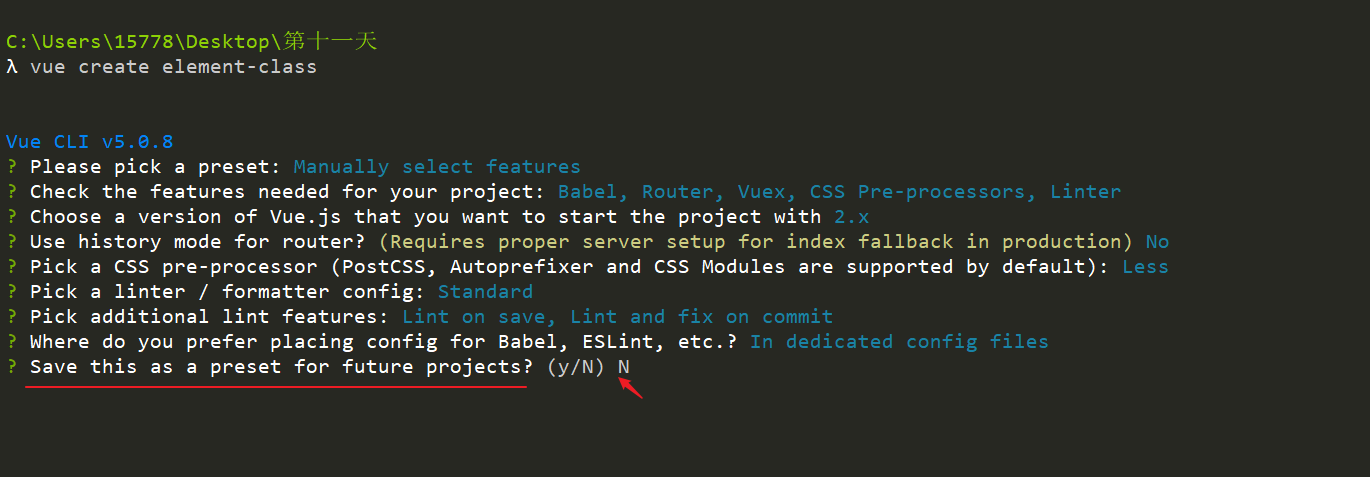 C:\Users\15778\Desktop\第十一天
λ vue create element-class
Vue CLI v5.0.8
? Please pick a preset: Manually select features
? Check the features needed for your project: Babel, Router, Vuex, CSS Pre-processors, Linter
? Choose a version of Vue.js that you want to start the project with 2.x
? Use history mode for router? (Requires proper server setup for index fallback in production) No
? Pick a CSS pre-processor (PostCSS, Autoprefixer and CSS Modules are supported by default): Less
? Pick a linter / formatter config: Standard
? Pick additional lint features: Lint on save, Lint and fix on commit
? Where do you prefer placing config for Babel, ESLint, etc.? In dedicated config files
? Save this as a preset for future projects? (y/N) N